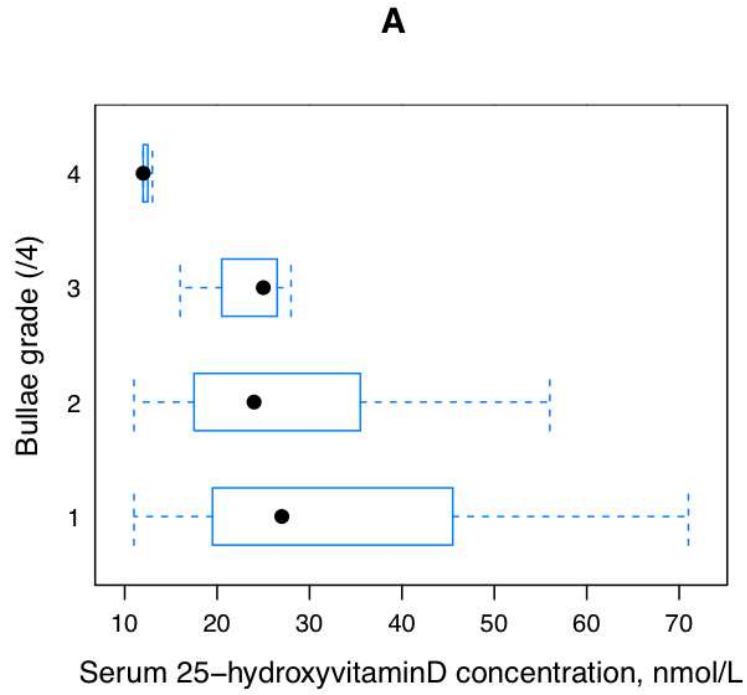 A
Bullae grade (/4)
4
3
2
1
10 20 30 40 50 60 70
Serum 25−hydroxyvitaminD concentration, nmol/L